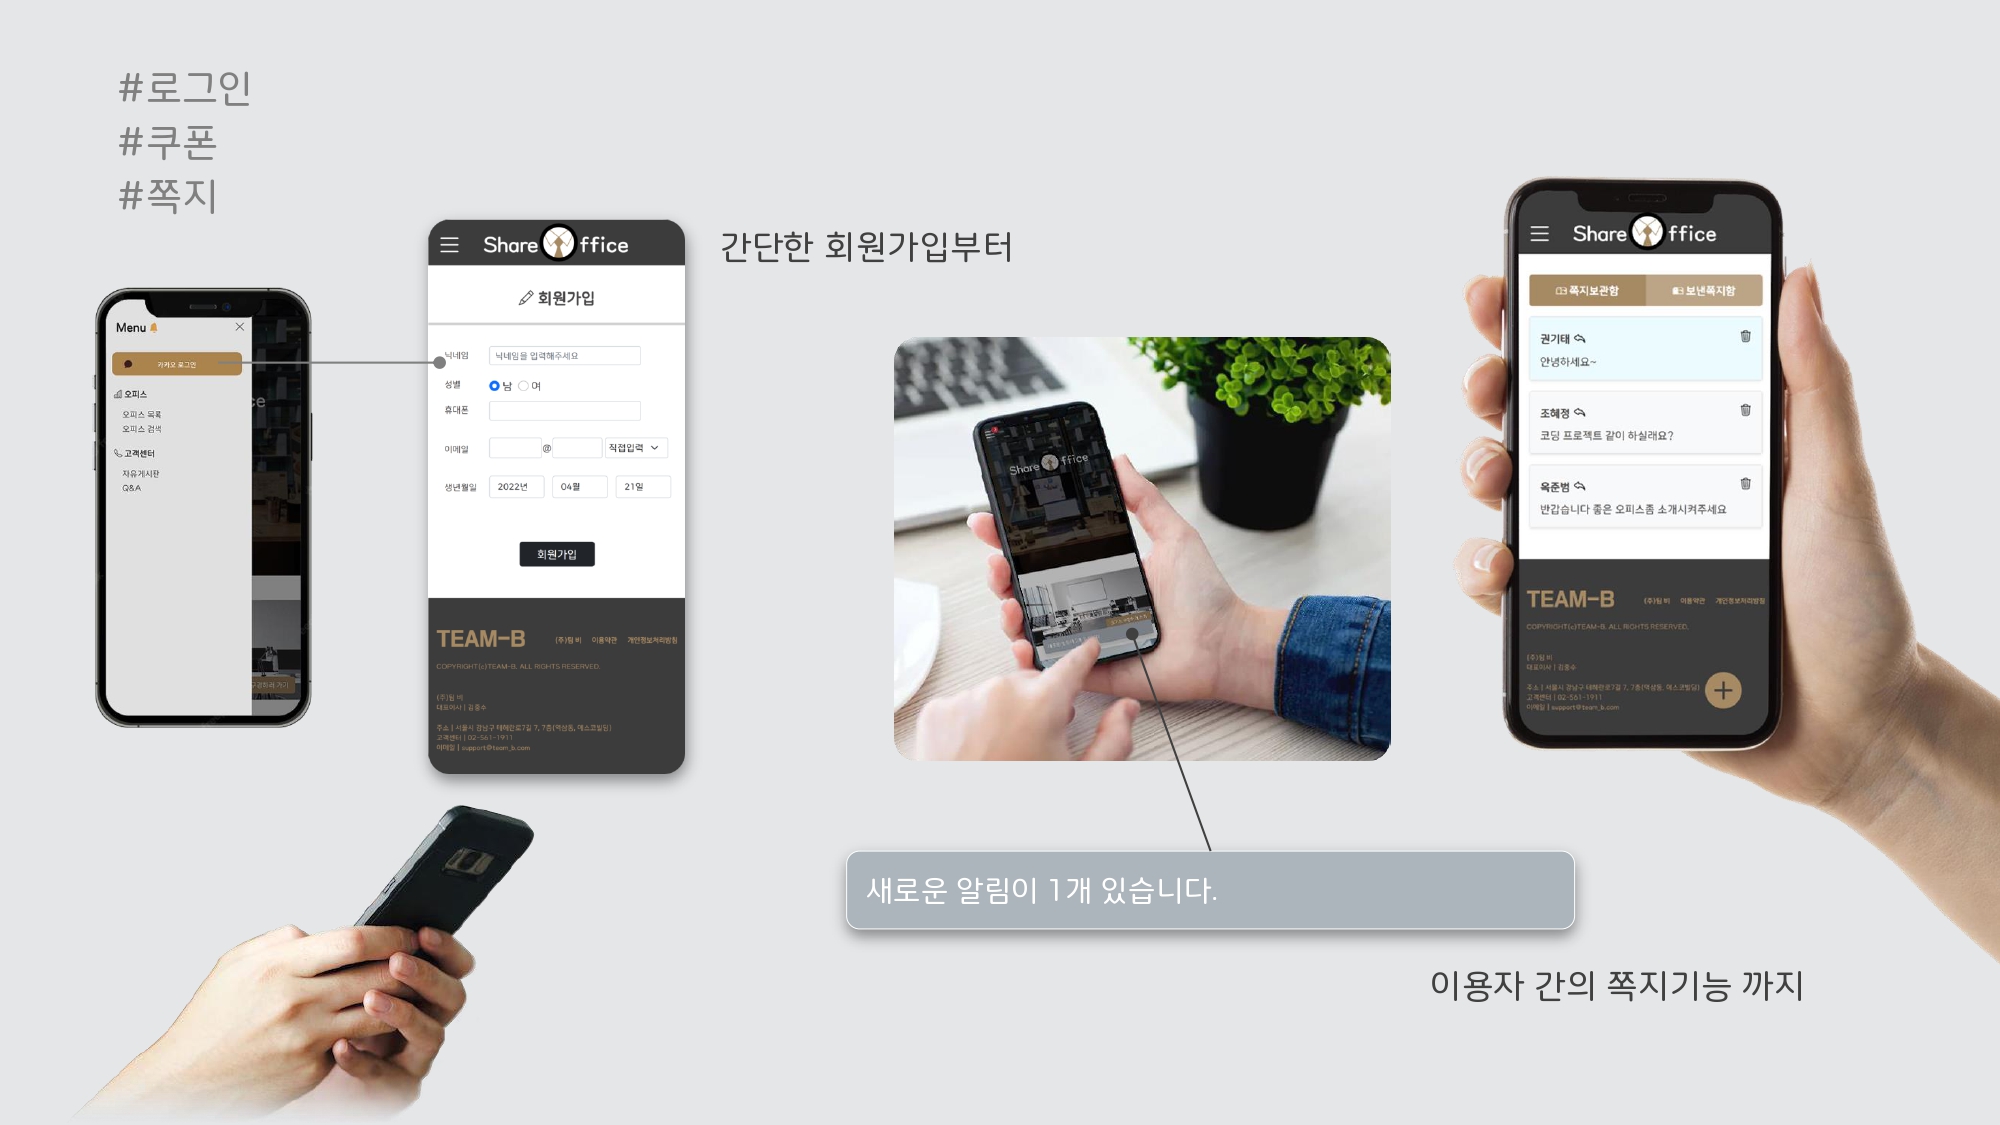 #로그인
#쿠폰
#쪽지
Menu
카카오 로그인
오피스
오피스 목록
오피스 검색
고객센터
자유게시판
Q&A
Share ffice
회원가입
닉네임 닉네임을 입력해주세요
성별 남 여
휴대폰
이메일 @ 직접입력
생년월일 2022년 04월 21일
회원가입
TEAM-B (주)팀 비 이용약관 개인정보처리방침
COPYRIGHT(c)TEAM-B. ALL RIGHTS RESERVED.
(주)팀 비
대표이사 | 김종수
주소 | 서울시 강남구 테헤란로7길 7, 7층(역삼동, 에스코빌딩)
고객센터 | 02-561-1911
이메일 | support@team_b.com
간단한 회원가입부터
Share ffice
새로운 알림이 1개 있습니다.
Share ffice
쪽지보관함 보낸쪽지함
권기태
안녕하세요~
조혜정
코딩 프로젝트 같이 하실래요?
옥준범
반갑습니다 좋은 오피스좀 소개시켜주세요
TEAM-B (주)팀 비 이용약관 개인정보처리방침
COPYRIGHT(c)TEAM-B. ALL RIGHTS RESERVED.
(주)팀 비
대표이사 | 김종수
주소 | 서울시 강남구 테헤란로7길 7, 7층(역삼동, 에스코빌딩)
고객센터 | 02-561-1911
이메일 | support@team_b.com
이용자 간의 쪽지기능 까지